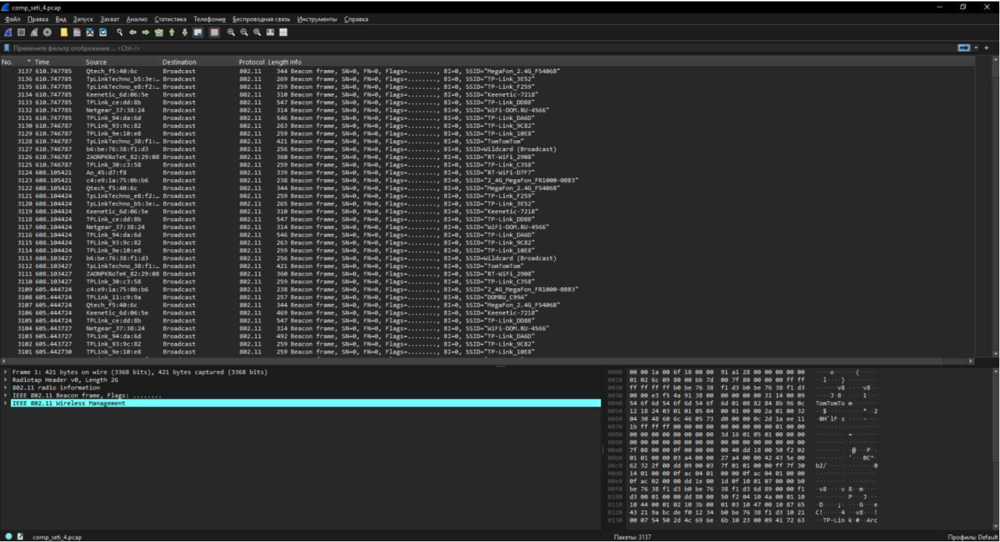 comp_seti_4.pcap
Файл Правка Вид Запуск Захват Анализ Статистика Телефония Беспроводная связь Инструменты Справка
Примените фильтр отображения ... <Ctrl-/>
No. Time Source Destination Protocol Length Info
3137 610.747785 Qtech_f5:40:6c Broadcast 802.11 344 Beacon frame, SN=0, FN=0, Flags=........, BI=0, SSID="MegaFon_2.4G_F5406B"
3136 610.747785 TpLinkTechno_b5:3e:… Broadcast 802.11 269 Beacon frame, SN=0, FN=0, Flags=........, BI=0, SSID="TP-Link_3E52"
3135 610.747785 TpLinkTechno_e8:f2:… Broadcast 802.11 259 Beacon frame, SN=0, FN=0, Flags=........, BI=0, SSID="TP-Link_F259"
3134 610.747785 Keenetic_6d:06:5e Broadcast 802.11 310 Beacon frame, SN=0, FN=0, Flags=........, BI=0, SSID="Keenetic-7218"
3133 610.747785 TPLink_ce:dd:8b Broadcast 802.11 547 Beacon frame, SN=0, FN=0, Flags=........, BI=0, SSID="TP-Link_DD8B"
3132 610.747785 Netgear_37:38:24 Broadcast 802.11 314 Beacon frame, SN=0, FN=0, Flags=........, BI=0, SSID="WiFi-DOM.RU-4566"
3131 610.747785 TPLink_94:da:6d Broadcast 802.11 546 Beacon frame, SN=0, FN=0, Flags=........, BI=0, SSID="TP-Link_DA6D"
3130 610.746787 TPLink_93:9c:82 Broadcast 802.11 263 Beacon frame, SN=0, FN=0, Flags=........, BI=0, SSID="TP-Link_9C82"
3129 610.746787 TPLink_9e:10:e8 Broadcast 802.11 259 Beacon frame, SN=0, FN=0, Flags=........, BI=0, SSID="TP-Link_10E8"
3128 610.746787 TpLinkTechno_38:f1:… Broadcast 802.11 421 Beacon frame, SN=0, FN=0, Flags=........, BI=0, SSID="TomTomTom"
3127 610.746787 b6:be:76:38:f1:d3 Broadcast 802.11 256 Beacon frame, SN=0, FN=0, Flags=........, BI=0, SSID=Wildcard (Broadcast)
3126 610.746787 ZAONPKRoTeK_82:29:08 Broadcast 802.11 360 Beacon frame, SN=0, FN=0, Flags=........, BI=0, SSID="RT-WiFi_2908"
3125 610.746787 TPLink_30:c3:58 Broadcast 802.11 259 Beacon frame, SN=0, FN=0, Flags=........, BI=0, SSID="TP-Link_C358"
3124 608.105421 Ao_45:d7:f8 Broadcast 802.11 339 Beacon frame, SN=0, FN=0, Flags=........, BI=0, SSID="RT-WiFi-D7F7"
3123 608.105421 c4:e9:1a:75:0b:b6 Broadcast 802.11 238 Beacon frame, SN=0, FN=0, Flags=........, BI=0, SSID="2_4G_MegaFon_FR1000-0BB3"
3122 608.105421 Qtech_f5:40:6c Broadcast 802.11 344 Beacon frame, SN=0, FN=0, Flags=........, BI=0, SSID="MegaFon_2.4G_F5406B"
3121 608.104424 TpLinkTechno_e8:f2:… Broadcast 802.11 259 Beacon frame, SN=0, FN=0, Flags=........, BI=0, SSID="TP-Link_F259"
3120 608.104424 TpLinkTechno_b5:3e:… Broadcast 802.11 265 Beacon frame, SN=0, FN=0, Flags=........, BI=0, SSID="TP-Link_3E52"
3119 608.104424 Keenetic_6d:06:5e Broadcast 802.11 310 Beacon frame, SN=0, FN=0, Flags=........, BI=0, SSID="Keenetic-7218"
3118 608.104424 TPLink_ce:dd:8b Broadcast 802.11 547 Beacon frame, SN=0, FN=0, Flags=........, BI=0, SSID="TP-Link_DD8B"
3117 608.104424 Netgear_37:38:24 Broadcast 802.11 314 Beacon frame, SN=0, FN=0, Flags=........, BI=0, SSID="WiFi-DOM.RU-4566"
3116 608.104424 TPLink_94:da:6d Broadcast 802.11 546 Beacon frame, SN=0, FN=0, Flags=........, BI=0, SSID="TP-Link_DA6D"
3115 608.104424 TPLink_93:9c:82 Broadcast 802.11 263 Beacon frame, SN=0, FN=0, Flags=........, BI=0, SSID="TP-Link_9C82"
3114 608.104424 TPLink_9e:10:e8 Broadcast 802.11 259 Beacon frame, SN=0, FN=0, Flags=........, BI=0, SSID="TP-Link_10E8"
3113 608.103427 b6:be:76:38:f1:d3 Broadcast 802.11 256 Beacon frame, SN=0, FN=0, Flags=........, BI=0, SSID=Wildcard (Broadcast)
3112 608.103427 TpLinkTechno_38:f1:… Broadcast 802.11 421 Beacon frame, SN=0, FN=0, Flags=........, BI=0, SSID="TomTomTom"
3111 608.103427 ZAONPKRoTeK_82:29:08 Broadcast 802.11 360 Beacon frame, SN=0, FN=0, Flags=........, BI=0, SSID="RT-WiFi_2908"
3110 608.103427 TPLink_30:c3:58 Broadcast 802.11 259 Beacon frame, SN=0, FN=0, Flags=........, BI=0, SSID="TP-Link_C358"
3109 605.444724 c4:e9:1a:75:0b:b6 Broadcast 802.11 238 Beacon frame, SN=0, FN=0, Flags=........, BI=0, SSID="2_4G_MegaFon_FR1000-0BB3"
3108 605.444724 TPLink_11:c9:9a Broadcast 802.11 257 Beacon frame, SN=0, FN=0, Flags=........, BI=0, SSID="DOMRU_C99A"
3107 605.444724 Qtech_f5:40:6c Broadcast 802.11 344 Beacon frame, SN=0, FN=0, Flags=........, BI=0, SSID="MegaFon_2.4G_F5406B"
3106 605.444724 Keenetic_6d:06:5e Broadcast 802.11 469 Beacon frame, SN=0, FN=0, Flags=........, BI=0, SSID="Keenetic-7218"
3105 605.444724 TPLink_ce:dd:8b Broadcast 802.11 547 Beacon frame, SN=0, FN=0, Flags=........, BI=0, SSID="TP-Link_DD8B"
3104 605.443727 Netgear_37:38:24 Broadcast 802.11 314 Beacon frame, SN=0, FN=0, Flags=........, BI=0, SSID="WiFi-DOM.RU-4566"
3103 605.443727 TPLink_94:da:6d Broadcast 802.11 492 Beacon frame, SN=0, FN=0, Flags=........, BI=0, SSID="TP-Link_DA6D"
3102 605.443727 TPLink_93:9c:82 Broadcast 802.11 259 Beacon frame, SN=0, FN=0, Flags=........, BI=0, SSID="TP-Link_9C82"
3101 605.442730 TPLink_9e:10:e8 Broadcast 802.11 259 Beacon frame, SN=0, FN=0, Flags=........, BI=0, SSID="TP-Link_10E8"
Frame 1: 421 bytes on wire (3368 bits), 421 bytes captured (3368 bits)
Radiotap Header v0, Length 26
802.11 radio information
IEEE 802.11 Beacon frame, Flags: ........
IEEE 802.11 Wireless Management
0000 00 00 1a 00 6f 18 00 00 91 a1 28 00 00 00 00 00 ····o··· ··(·····
0010 01 02 6c 09 80 00 bb 7d 00 7f 80 00 00 00 ff ff ··l····} ········
0020 ff ff ff ff b0 be 76 38 f1 d3 b0 be 76 38 f1 d3 ······v8 ····v8··
0030 00 00 e3 f5 4a 91 38 00 00 00 00 00 31 14 00 09 ····J·8· ····1···
0040 54 6f 6d 54 6f 6d 54 6f 6d 01 08 82 84 8b 96 0c TomTomTo m·······
0050 12 18 24 03 01 01 05 04 00 01 00 00 2a 01 00 32 ··$····· ····*··2
0060 04 30 48 60 6c 46 05 73 d0 00 00 0c 2d 1a ee 11 ·0H`lF·s ····-···
0070 1b ff ff ff 00 00 00 00 00 00 00 00 00 01 00 00
0080 00 00 00 00 00 00 00 00 3d 16 01 05 01 00 00 00 ········ =·······
0090 00 00 00 00 00 00 00 00 00 00 00 00 00 00 00 00
00a0 7f 08 00 00 0f 00 00 00 00 40 dd 18 00 50 f2 02 ········ ·@···P··
00b0 01 01 00 00 03 a4 00 00 27 a4 00 00 42 43 5e 00 ········ '···BC^·
00c0 62 32 2f 00 dd 09 00 03 7f 01 01 00 00 ff 7f 30 b2/····· ·······0
00d0 14 01 00 00 0f ac 04 01 00 00 0f ac 04 01 00 00
00e0 0f ac 02 00 00 dd 1e 00 1d 0f 10 01 07 00 00 b0
00f0 be 76 38 f1 d3 b0 be 76 38 f1 d3 6d 89 00 00 f1 ·v8····v 8··m····
0100 d3 00 01 00 00 dd 80 00 50 f2 04 10 4a 00 01 10 ········ P···J···
0110 10 44 00 01 02 10 3b 00 01 03 10 47 00 10 87 65 ·D····;· ···G···e
0120 43 21 9a bc de f0 12 34 b0 be 76 38 f1 d3 10 21 C!·····4 ··v8···!
0130 00 07 54 50 2d 4c 69 6e 6b 10 23 00 09 41 72 63 ··TP-Lin k·#··Arc
comp_seti_4.pcap Пакеты: 3137 Профиль: Default